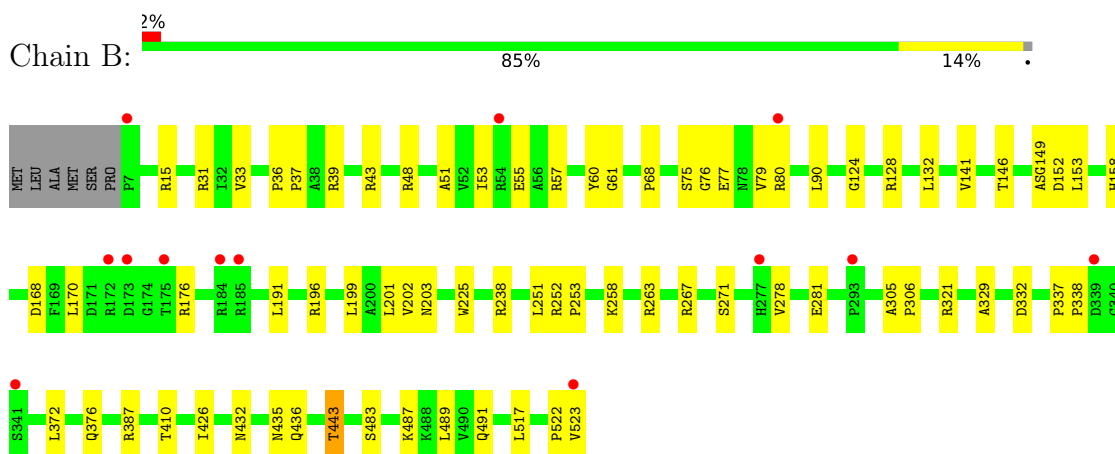 2%
Chain B:
85% 14% •
MET LEU ALA MET SER PRO P7 R15 R31 I32 V33 P36 P37 A38 R39 R43 R48 A51 V52 I53 R54 E55 A56 R57 Y60 G61 P68 S75 G76 E77 N78 V79 R80 L90 G124 R128 L132 V141 T146 ASG149 D152 L153 H158
D168 F169 L170 D171 R172 D173 G174 T175 R176 R184 R185 L191 R196 L199 A200 L201 V202 N203 W225 R238 L251 R252 P253 K258 R263 R267 S271 H277 V278 E281 P293 A305 P306 R321 A329 D332 P337 P338 D339 G340
S341 L372 Q376 R387 T410 I426 N432 N435 Q436 T443 S483 K487 K488 L489 V490 Q491 L517 P522 V523